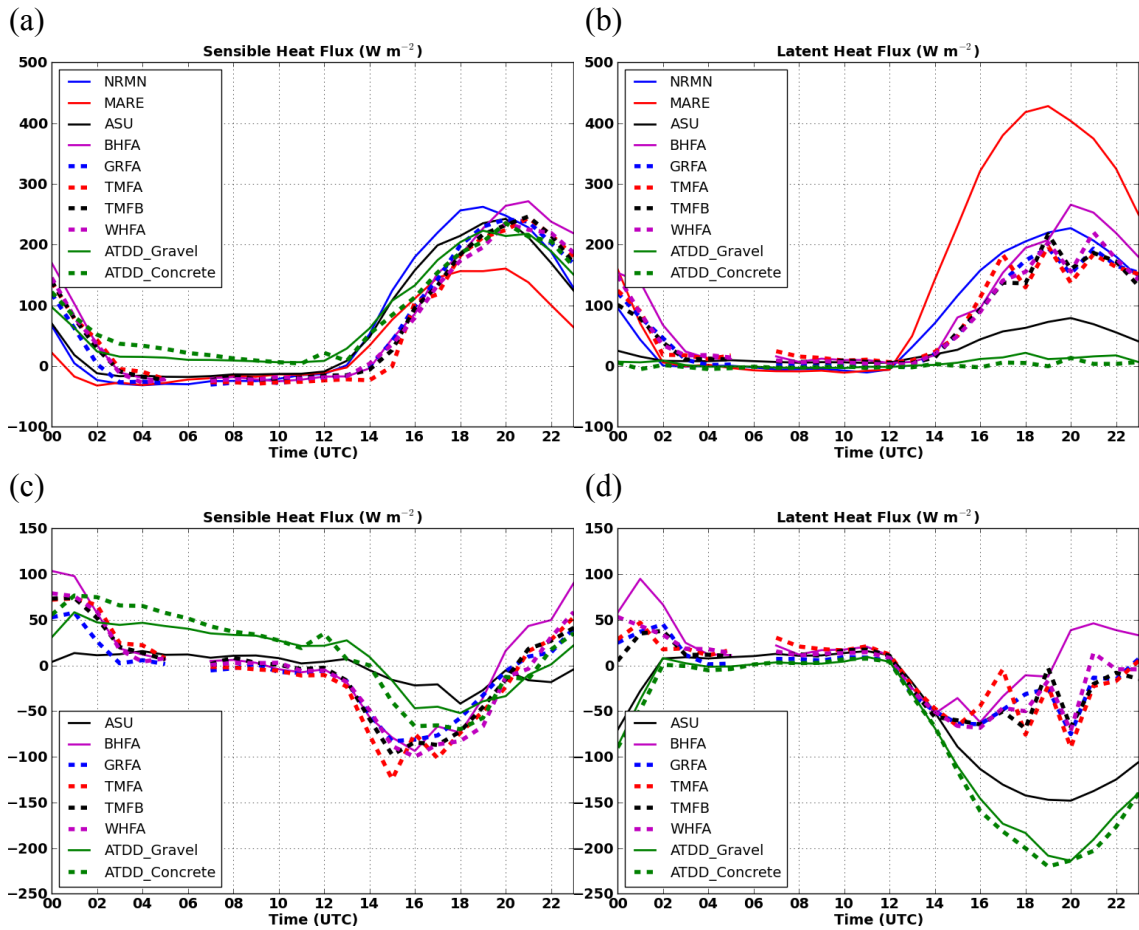 (a)
Sensible Heat Flux (W m⁻²)
500
400
300
200
100
0
−100
NRMN
MARE
ASU
BHFA
GRFA
TMFA
TMFB
WHFA
ATDD_Gravel
ATDD_Concrete
00 02 04 06 08 10 12 14 16 18 20 22
Time (UTC)
(b)
Latent Heat Flux (W m⁻²)
500
400
300
200
100
0
−100
NRMN
MARE
ASU
BHFA
GRFA
TMFA
TMFB
WHFA
ATDD_Gravel
ATDD_Concrete
00 02 04 06 08 10 12 14 16 18 20 22
Time (UTC)
(c)
Sensible Heat Flux (W m⁻²)
150
100
50
0
−50
−100
−150
−200
−250
ASU
BHFA
GRFA
TMFA
TMFB
WHFA
ATDD_Gravel
ATDD_Concrete
00 02 04 06 08 10 12 14 16 18 20 22
Time (UTC)
(d)
Latent Heat Flux (W m⁻²)
150
100
50
0
−50
−100
−150
−200
−250
ASU
BHFA
GRFA
TMFA
TMFB
WHFA
ATDD_Gravel
ATDD_Concrete
00 02 04 06 08 10 12 14 16 18 20 22
Time (UTC)